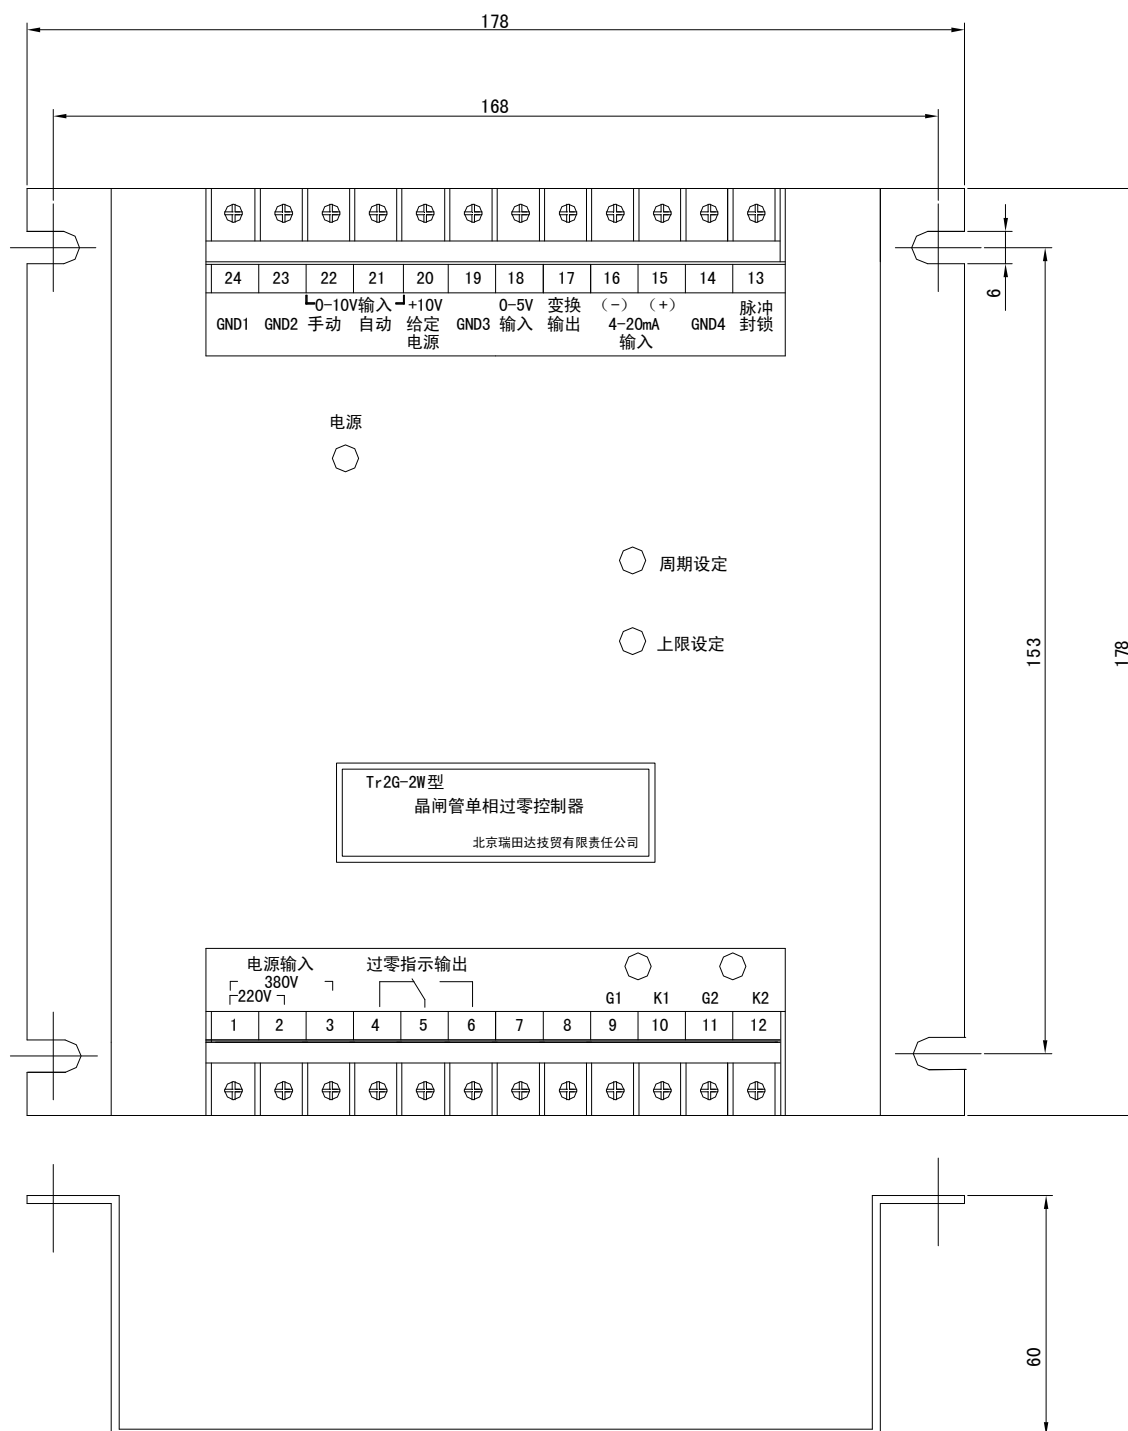 178
168
24 23 22 21 20 19 18 17 16 15 14 13
0-10V输入 +10V 0-5V 变换 (-) (+) 脉冲
GND1 GND2 手动 自动 给定 GND3 输入 输出 4-20mA GND4 封锁
电源 输入
6
电源
周期设定
上限设定
153
178
Tr2G-2W型
晶闸管单相过零控制器
北京瑞田达技贸有限责任公司
电源输入 过零指示输出
380V
220V G1 K1 G2 K2
1 2 3 4 5 6 7 8 9 10 11 12
60